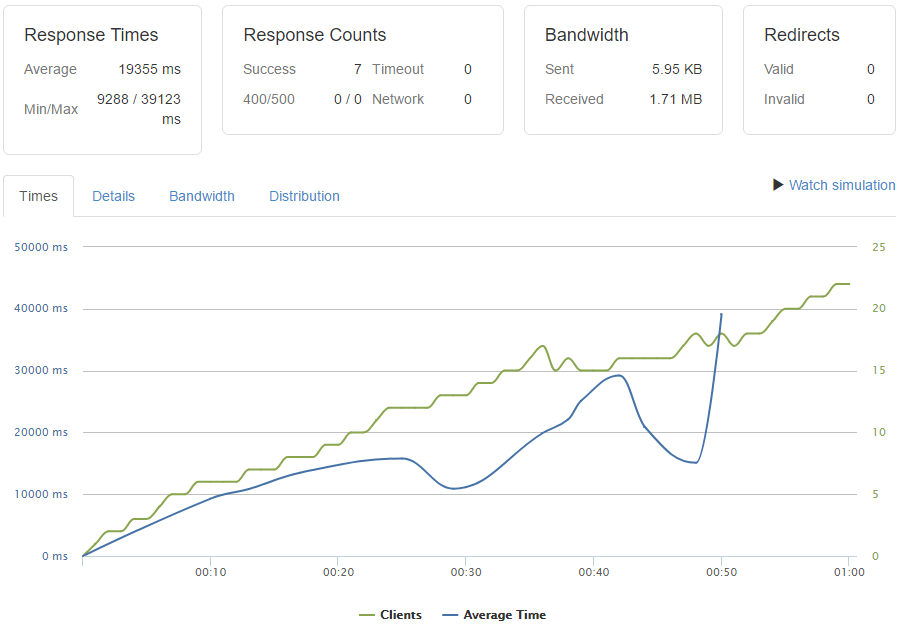 Response Times
Average 19355 ms
Min/Max 9288 / 39123 ms
Response Counts
Success 7 Timeout 0
400/500 0 / 0 Network 0
Bandwidth
Sent 5.95 KB
Received 1.71 MB
Redirects
Valid 0
Invalid 0
Times Details Bandwidth Distribution Watch simulation
50000 ms 25
40000 ms 20
30000 ms 15
20000 ms 10
10000 ms 5
0 ms 0
00:10 00:20 00:30 00:40 00:50 01:00
Clients Average Time